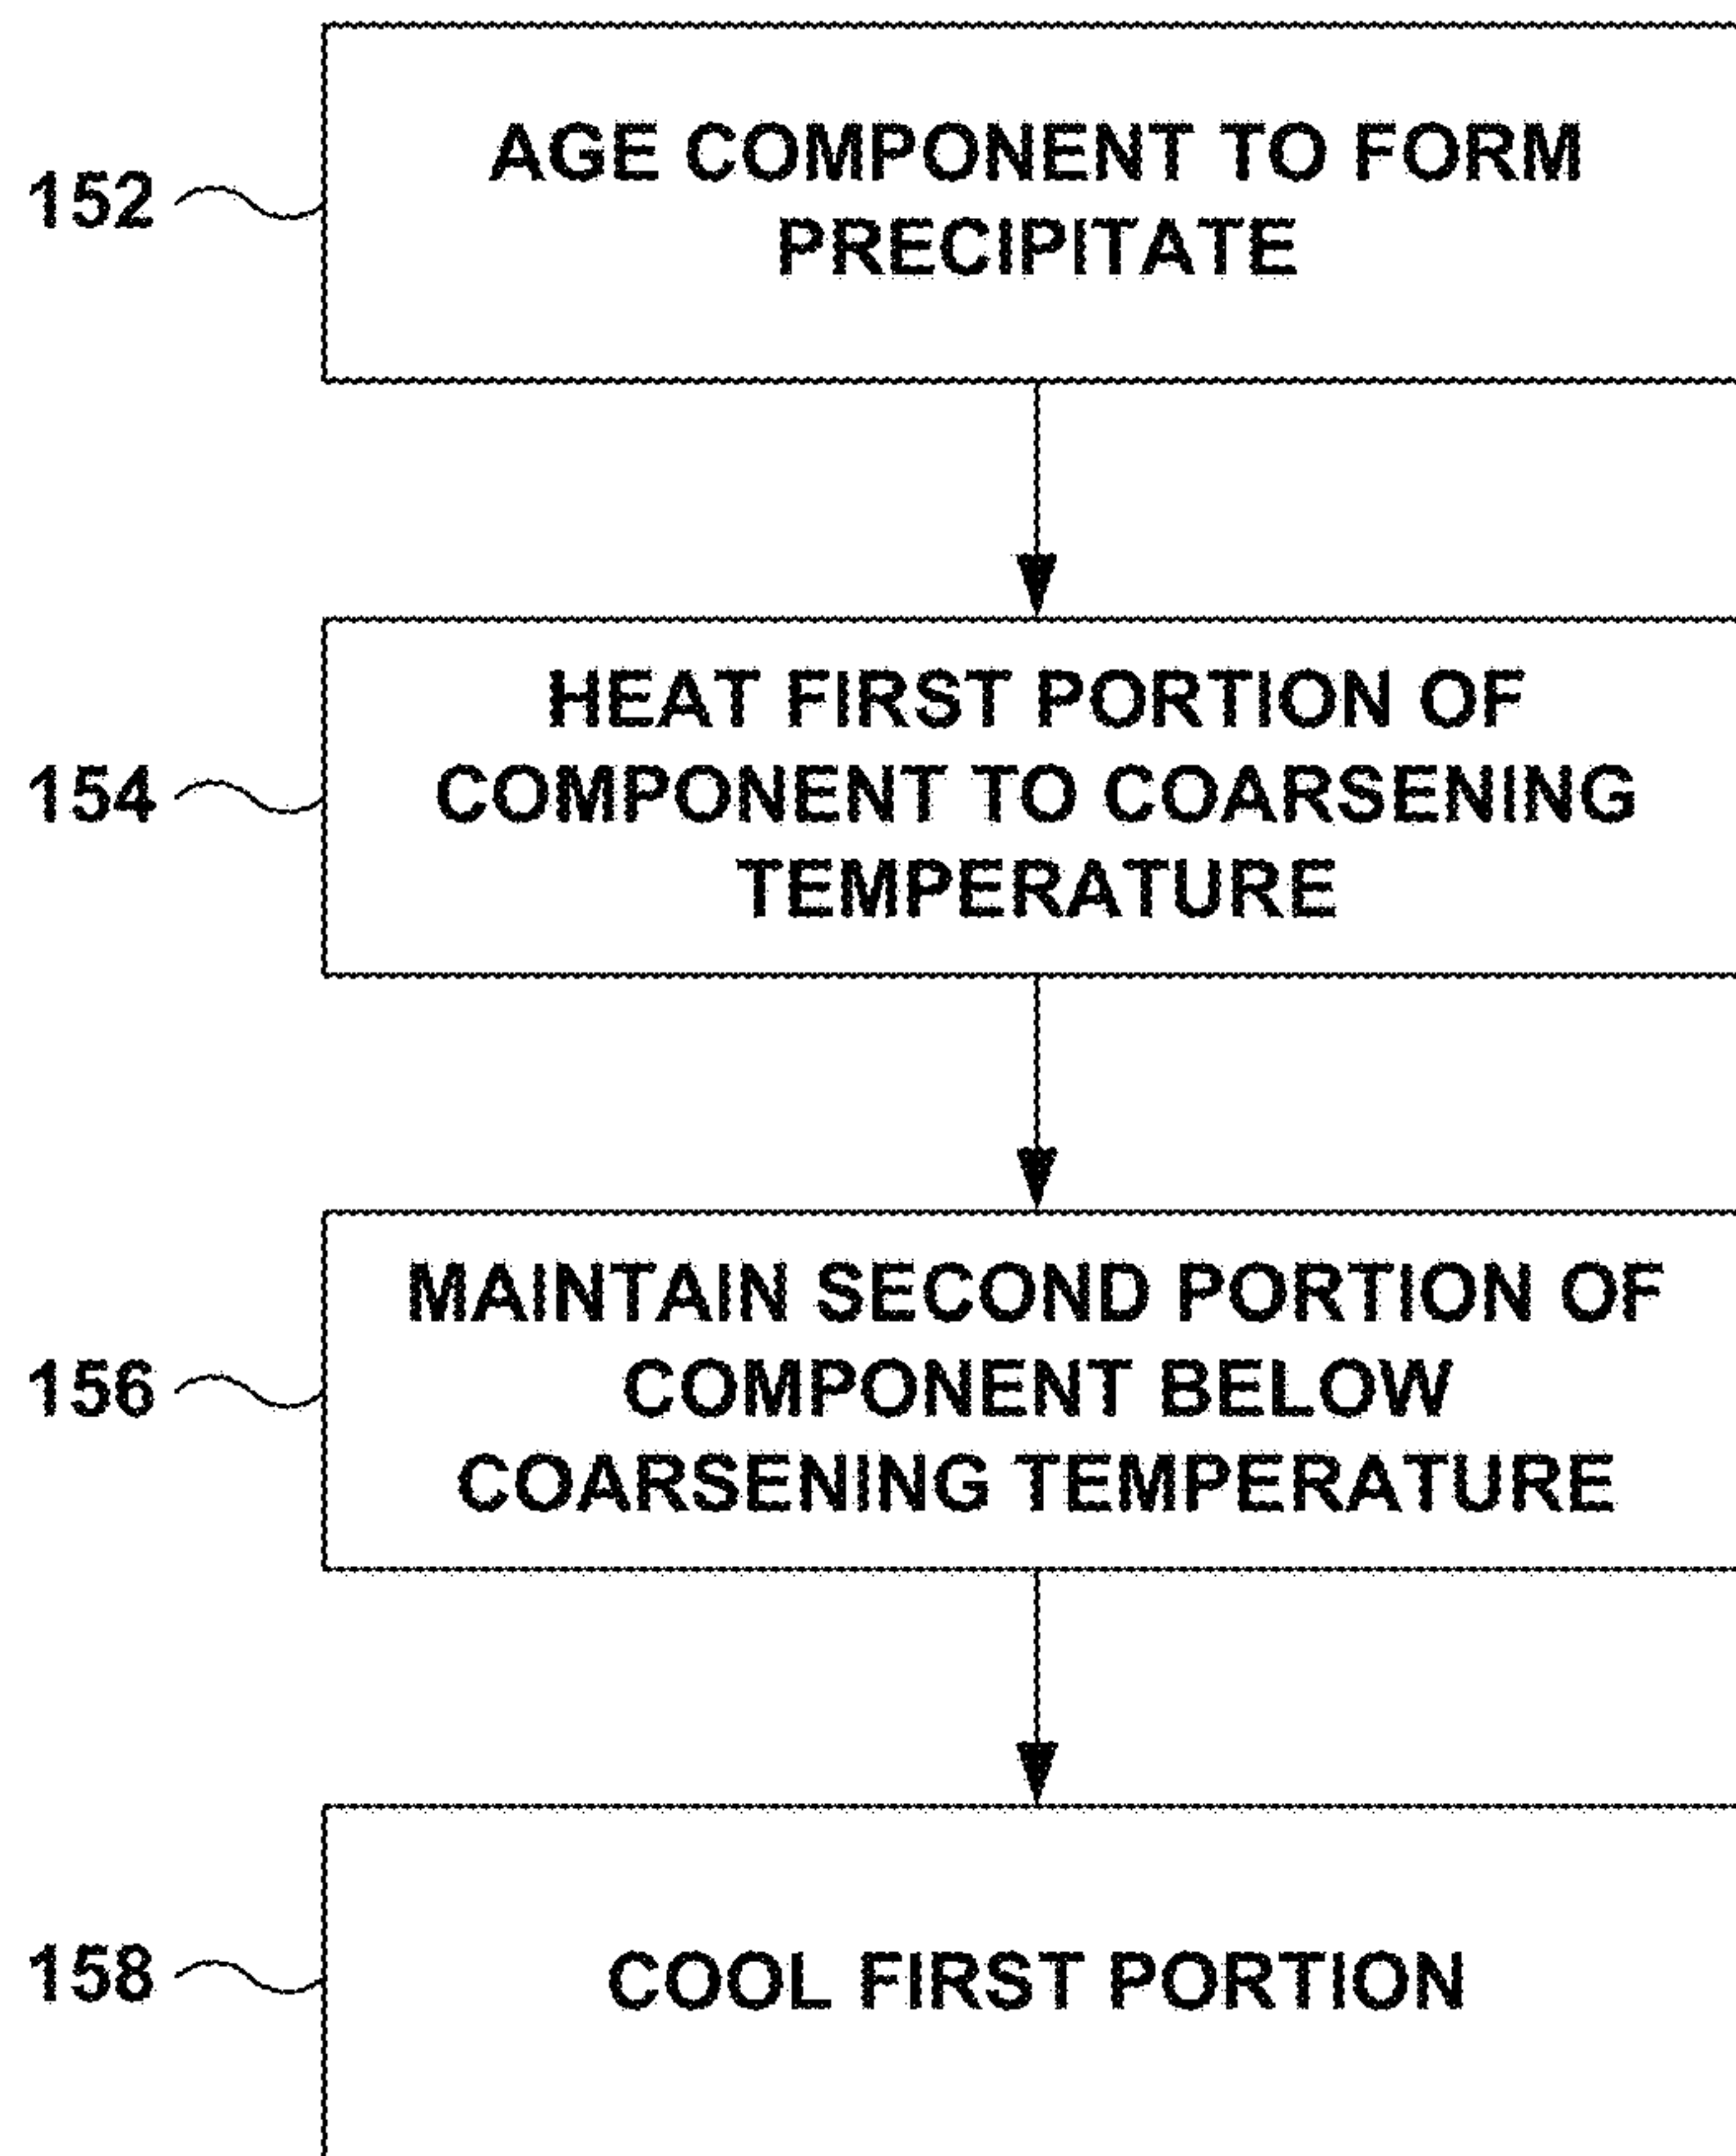 152
AGE COMPONENT TO FORM
PRECIPITATE
154
HEAT FIRST PORTION OF
COMPONENT TO COARSENING
TEMPERATURE
156
MAINTAIN SECOND PORTION OF
COMPONENT BELOW
COARSENING TEMPERATURE
158
COOL FIRST PORTION